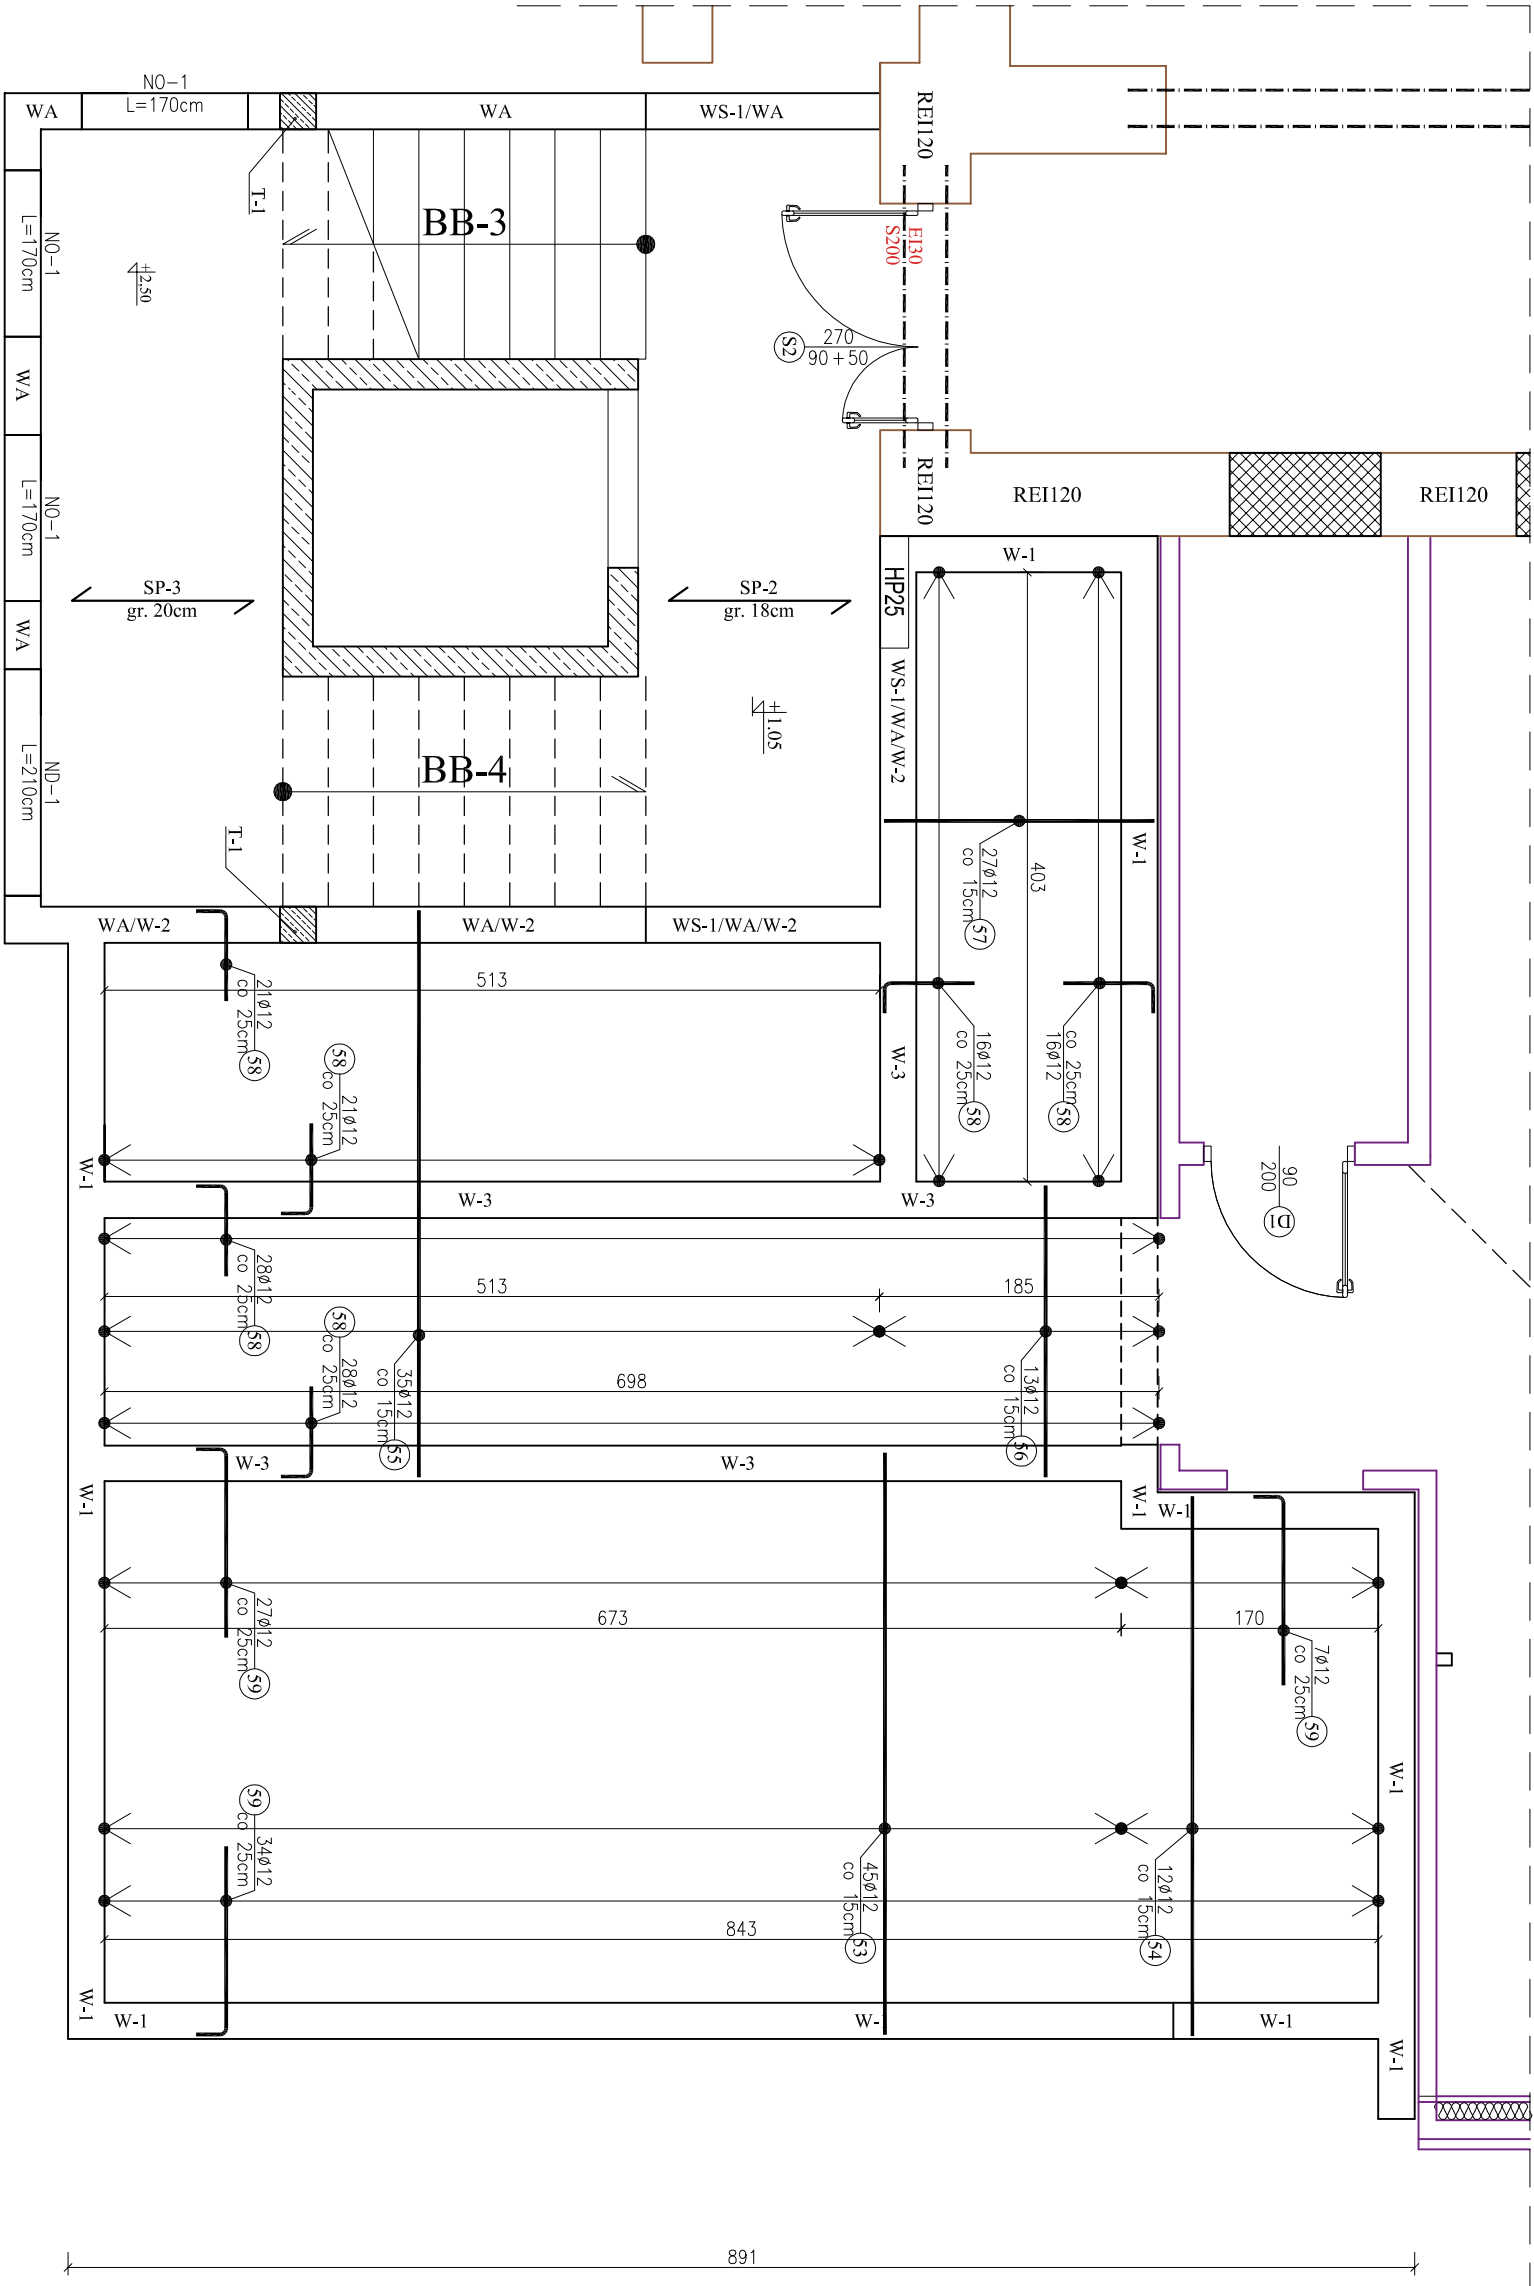 NO-1
L=170cm
WA
WA
WS-1/WA
REI120
T-1
BB-3
NO-1
L=170cm
+2,50
EI30
S200
270
90+50
S2
WA
REI120
REI120
REI120
NO-1
L=170cm
W-1
HP25
SP-3
gr. 20cm
SP-2
gr. 18cm
WA
WS-1/WA/W-2
+1.05
ND-1
L=210cm
BB-4
T-1
W-1
403
27ø12
co 15cm
57
WA/W-2
WA/W-2
WS-1/WA/W-2
513
21ø12
co 25cm
58
58
21ø12
co 25cm
W-3
16ø12
co 25cm
58
co 25cm
16ø12
58
90
200
D1
W-1
W-3
W-3
28ø12
co 25cm
58
513
185
58
28ø12
co 25cm
35ø12
co 15cm
55
698
13ø12
co 15cm
56
W-3
W-3
W-1
W-1
W-1
27ø12
co 25cm
59
673
170
7ø12
co 25cm
59
W-1
59
34ø12
co 25cm
45ø12
co 15cm
53
12ø12
co 15cm
54
843
W-1
W-1
W-1
W-1
W-1
891